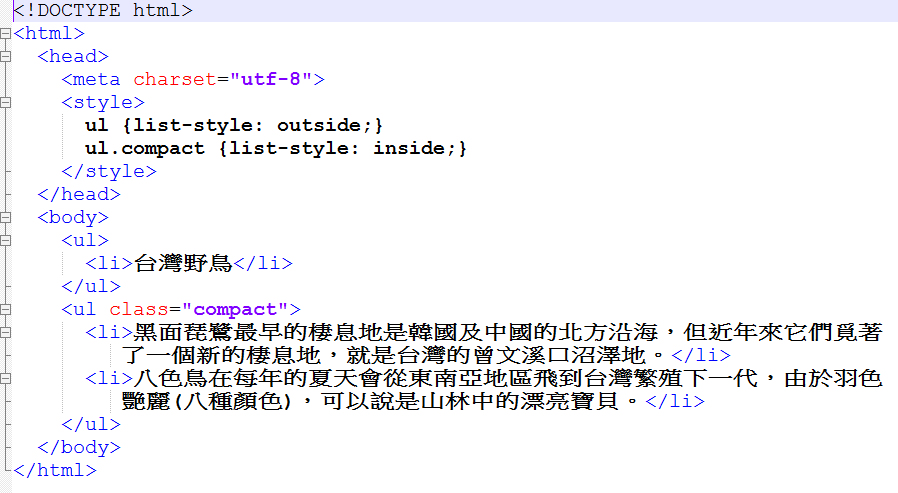 <!DOCTYPE html>
<html>
<head>
<meta charset="utf-8">
<style>
ul {list-style: outside;}
ul.compact {list-style: inside;}
</style>
</head>
<body>
<ul>
<li>台灣野鳥</li>
</ul>
<ul class="compact">
<li>黑面琵鷺最早的棲息地是韓國及中國的北方沿海，但近年來它們覓著
了一個新的棲息地，就是台灣的曾文溪口沼澤地。</li>
<li>八色鳥在每年的夏天會從東南亞地區飛到台灣繁殖下一代，由於羽色
艷麗(八種顏色)，可以說是山林中的漂亮寶貝。</li>
</ul>
</body>
</html>